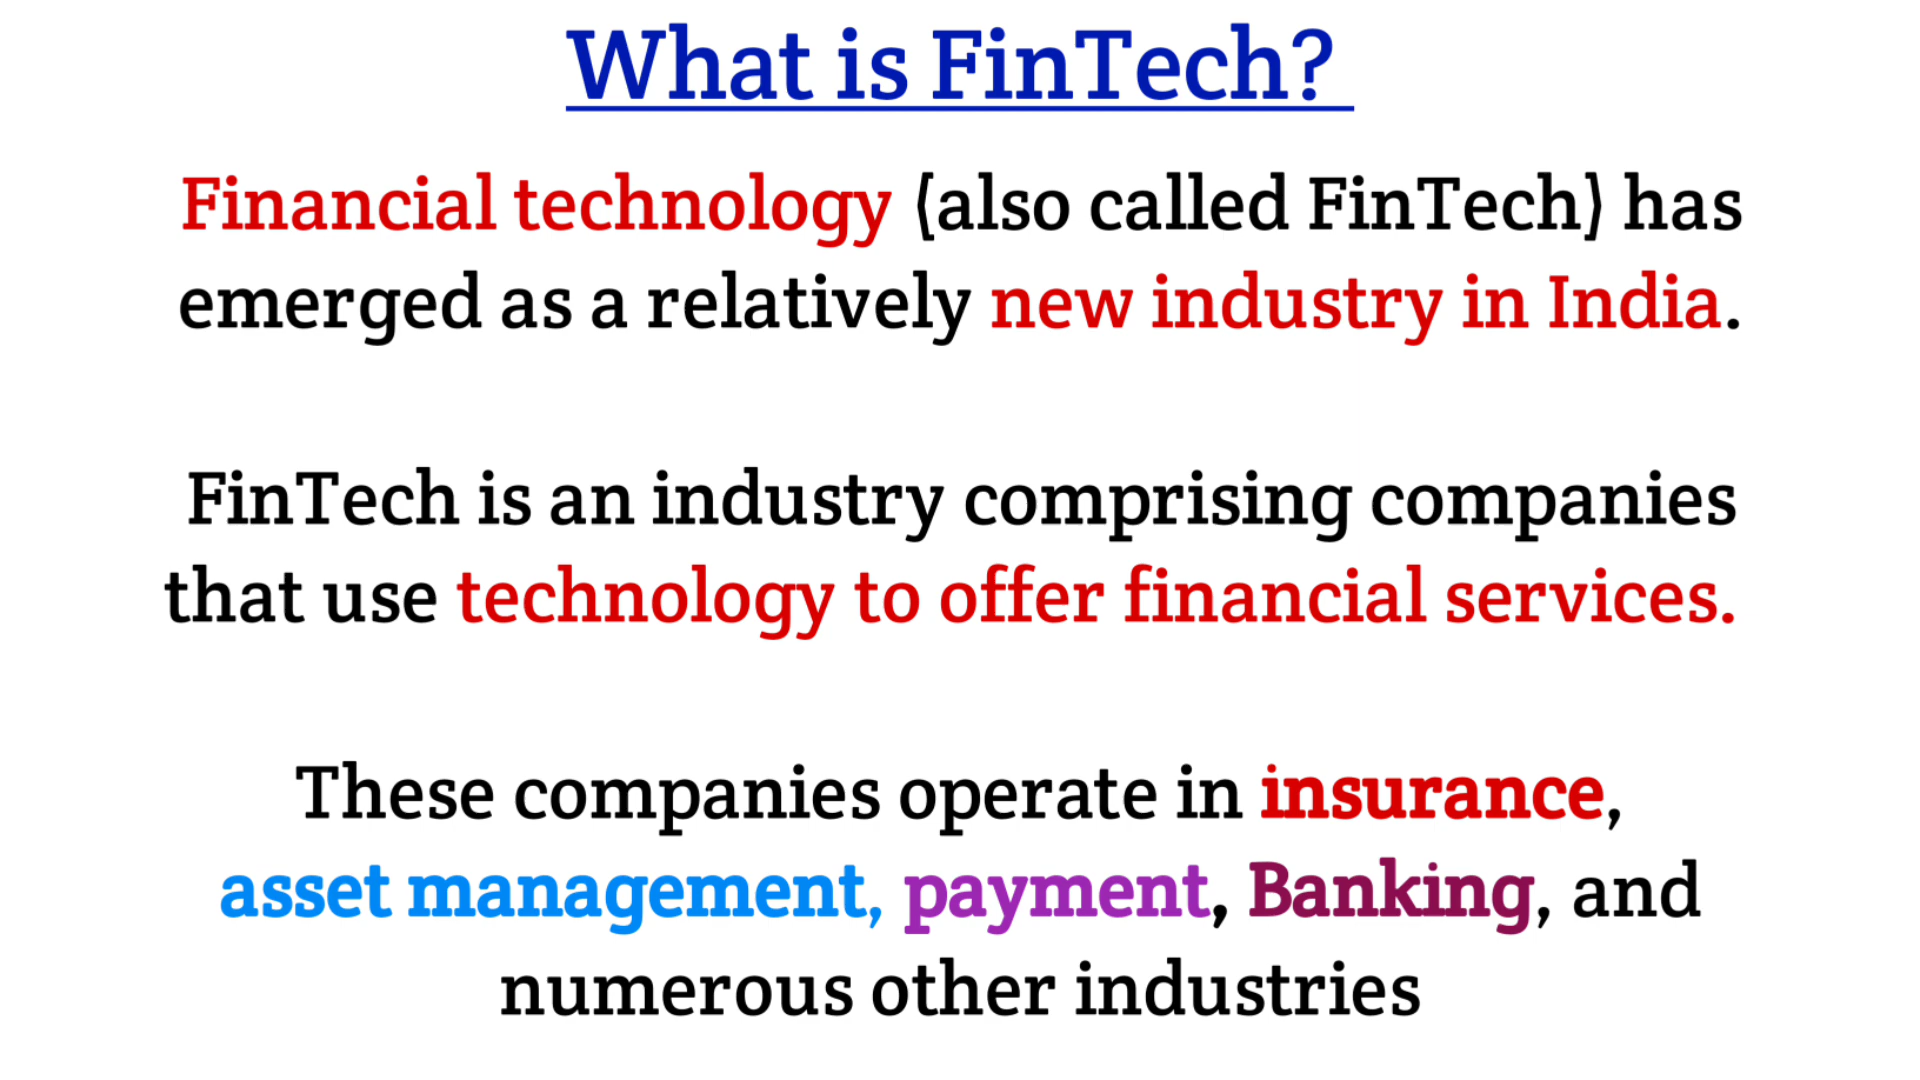 What is FinTech?
Financial technology (also called FinTech) has
emerged as a relatively new industry in India.
FinTech is an industry comprising companies
that use technology to offer financial services.
These companies operate in insurance,
asset management, payment, Banking, and
numerous other industries